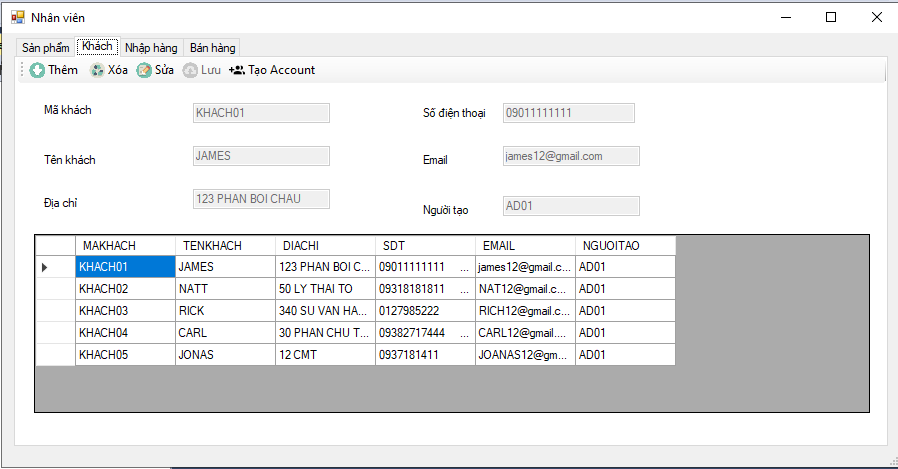 Nhân viên
Sản phẩm Khách Nhập hàng Bán hàng
Thêm Xóa Sửa Lưu Tạo Account
Mã khách KHACH01 Số điện thoại 09011111111
Tên khách JAMES Email james12@gmail.com
Địa chỉ 123 PHAN BOI CHAU Người tạo AD01
MAKHACH TENKHACH DIACHI SDT EMAIL NGUOITAO
KHACH01 JAMES 123 PHAN BOI C... 09011111111 ... james12@gmail.c... AD01
KHACH02 NATT 50 LY THAI TO 09318181811 ... NAT12@gmail.c... AD01
KHACH03 RICK 340 SU VAN HA... 0127985222 RICH12@gmail.c... AD01
KHACH04 CARL 30 PHAN CHU T... 09382717444 ... CARL12@gmail.... AD01
KHACH05 JONAS 12 CMT 0937181411 JOANAS12@gm... AD01